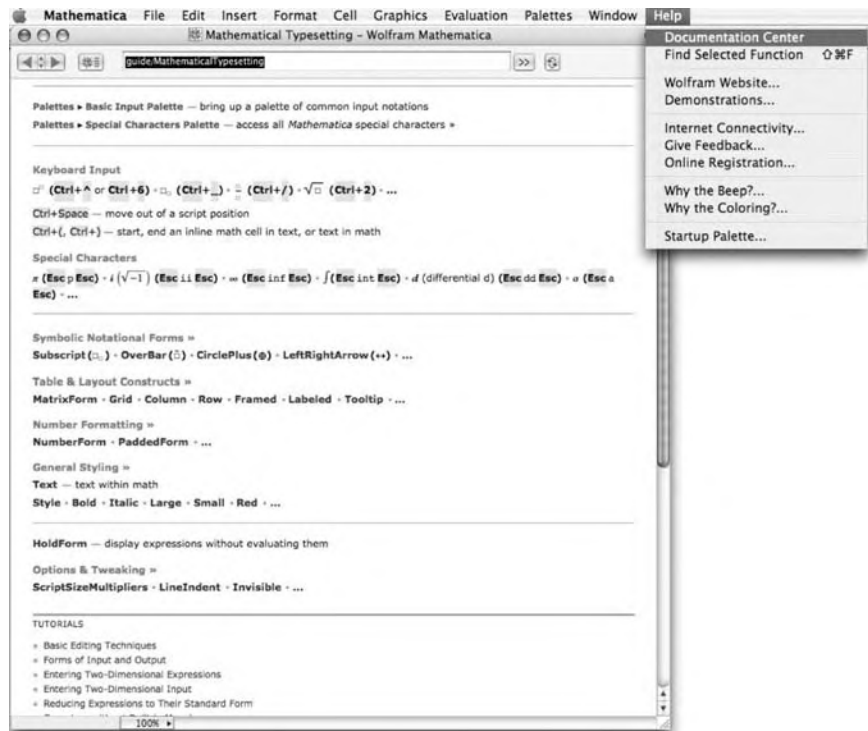 Mathematica File Edit Insert Format Cell Graphics Evaluation Palettes Window Help
Mathematical Typesetting – Wolfram Mathematica
guide/MathematicalTypesetting
>>
Documentation Center
Find Selected Function ⇧⌘F
Wolfram Website...
Demonstrations...
Internet Connectivity...
Give Feedback...
Online Registration...
Why the Beep?...
Why the Coloring?...
Startup Palette...
Palettes ▸ Basic Input Palette — bring up a palette of common input notations
Palettes ▸ Special Characters Palette — access all Mathematica special characters »
Keyboard Input
□^□ (Ctrl+^ or Ctrl+6) ▫ □_□ (Ctrl+_) ▫ □/□ (Ctrl+/) ▫ √□ (Ctrl+2) ▫ ...
Ctrl+Space — move out of a script position
Ctrl+(, Ctrl+) — start, end an inline math cell in text, or text in math
Special Characters
π (Esc p Esc) ▫ i (√−1) (Esc ii Esc) ▫ ∞ (Esc inf Esc) ▫ ∫ (Esc int Esc) ▫ d (differential d) (Esc dd Esc) ▫ α (Esc a
Esc) ▫ ...
Symbolic Notational Forms »
Subscript (□_□) ▫ OverBar (□̄) ▫ CirclePlus (⊕) ▫ LeftRightArrow (↔) ▫ ...
Table & Layout Constructs »
MatrixForm ▫ Grid ▫ Column ▫ Row ▫ Framed ▫ Labeled ▫ Tooltip ▫ ...
Number Formatting »
NumberForm ▫ PaddedForm ▫ ...
General Styling »
Text — text within math
Style ▫ Bold ▫ Italic ▫ Large ▫ Small ▫ Red ▫ ...
HoldForm — display expressions without evaluating them
Options & Tweaking »
ScriptSizeMultipliers ▫ LineIndent ▫ Invisible ▫ ...
TUTORIALS
▫ Basic Editing Techniques
▫ Forms of Input and Output
▫ Entering Two-Dimensional Expressions
▫ Entering Two-Dimensional Input
▫ Reducing Expressions to Their Standard Form
100% ▸